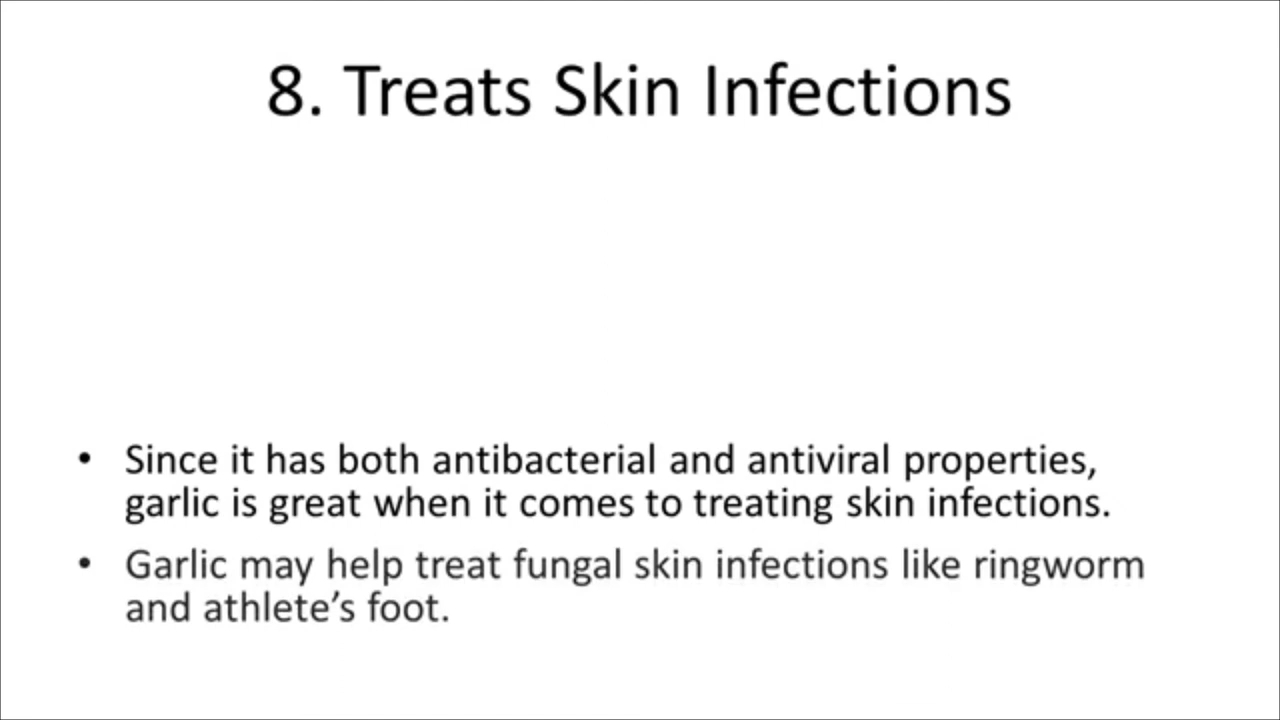 8. Treats Skin Infections
• Since it has both antibacterial and antiviral properties,
garlic is great when it comes to treating skin infections.
• Garlic may help treat fungal skin infections like ringworm
and athlete’s foot.